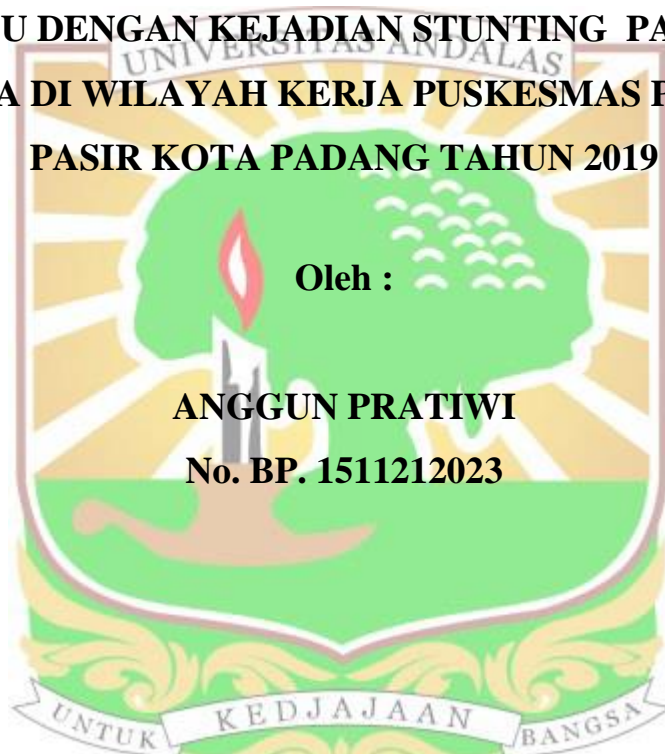 U DENGAN KEJADIAN STUNTING PA
UNIVERSITAS ANDALAS
A DI WILAYAH KERJA PUSKESMAS
PASIR KOTA PADANG TAHUN 2019
Oleh :
ANGGUN PRATIWI
No. BP. 1511212023
UNTUK KEDJAJAAN BANGSA